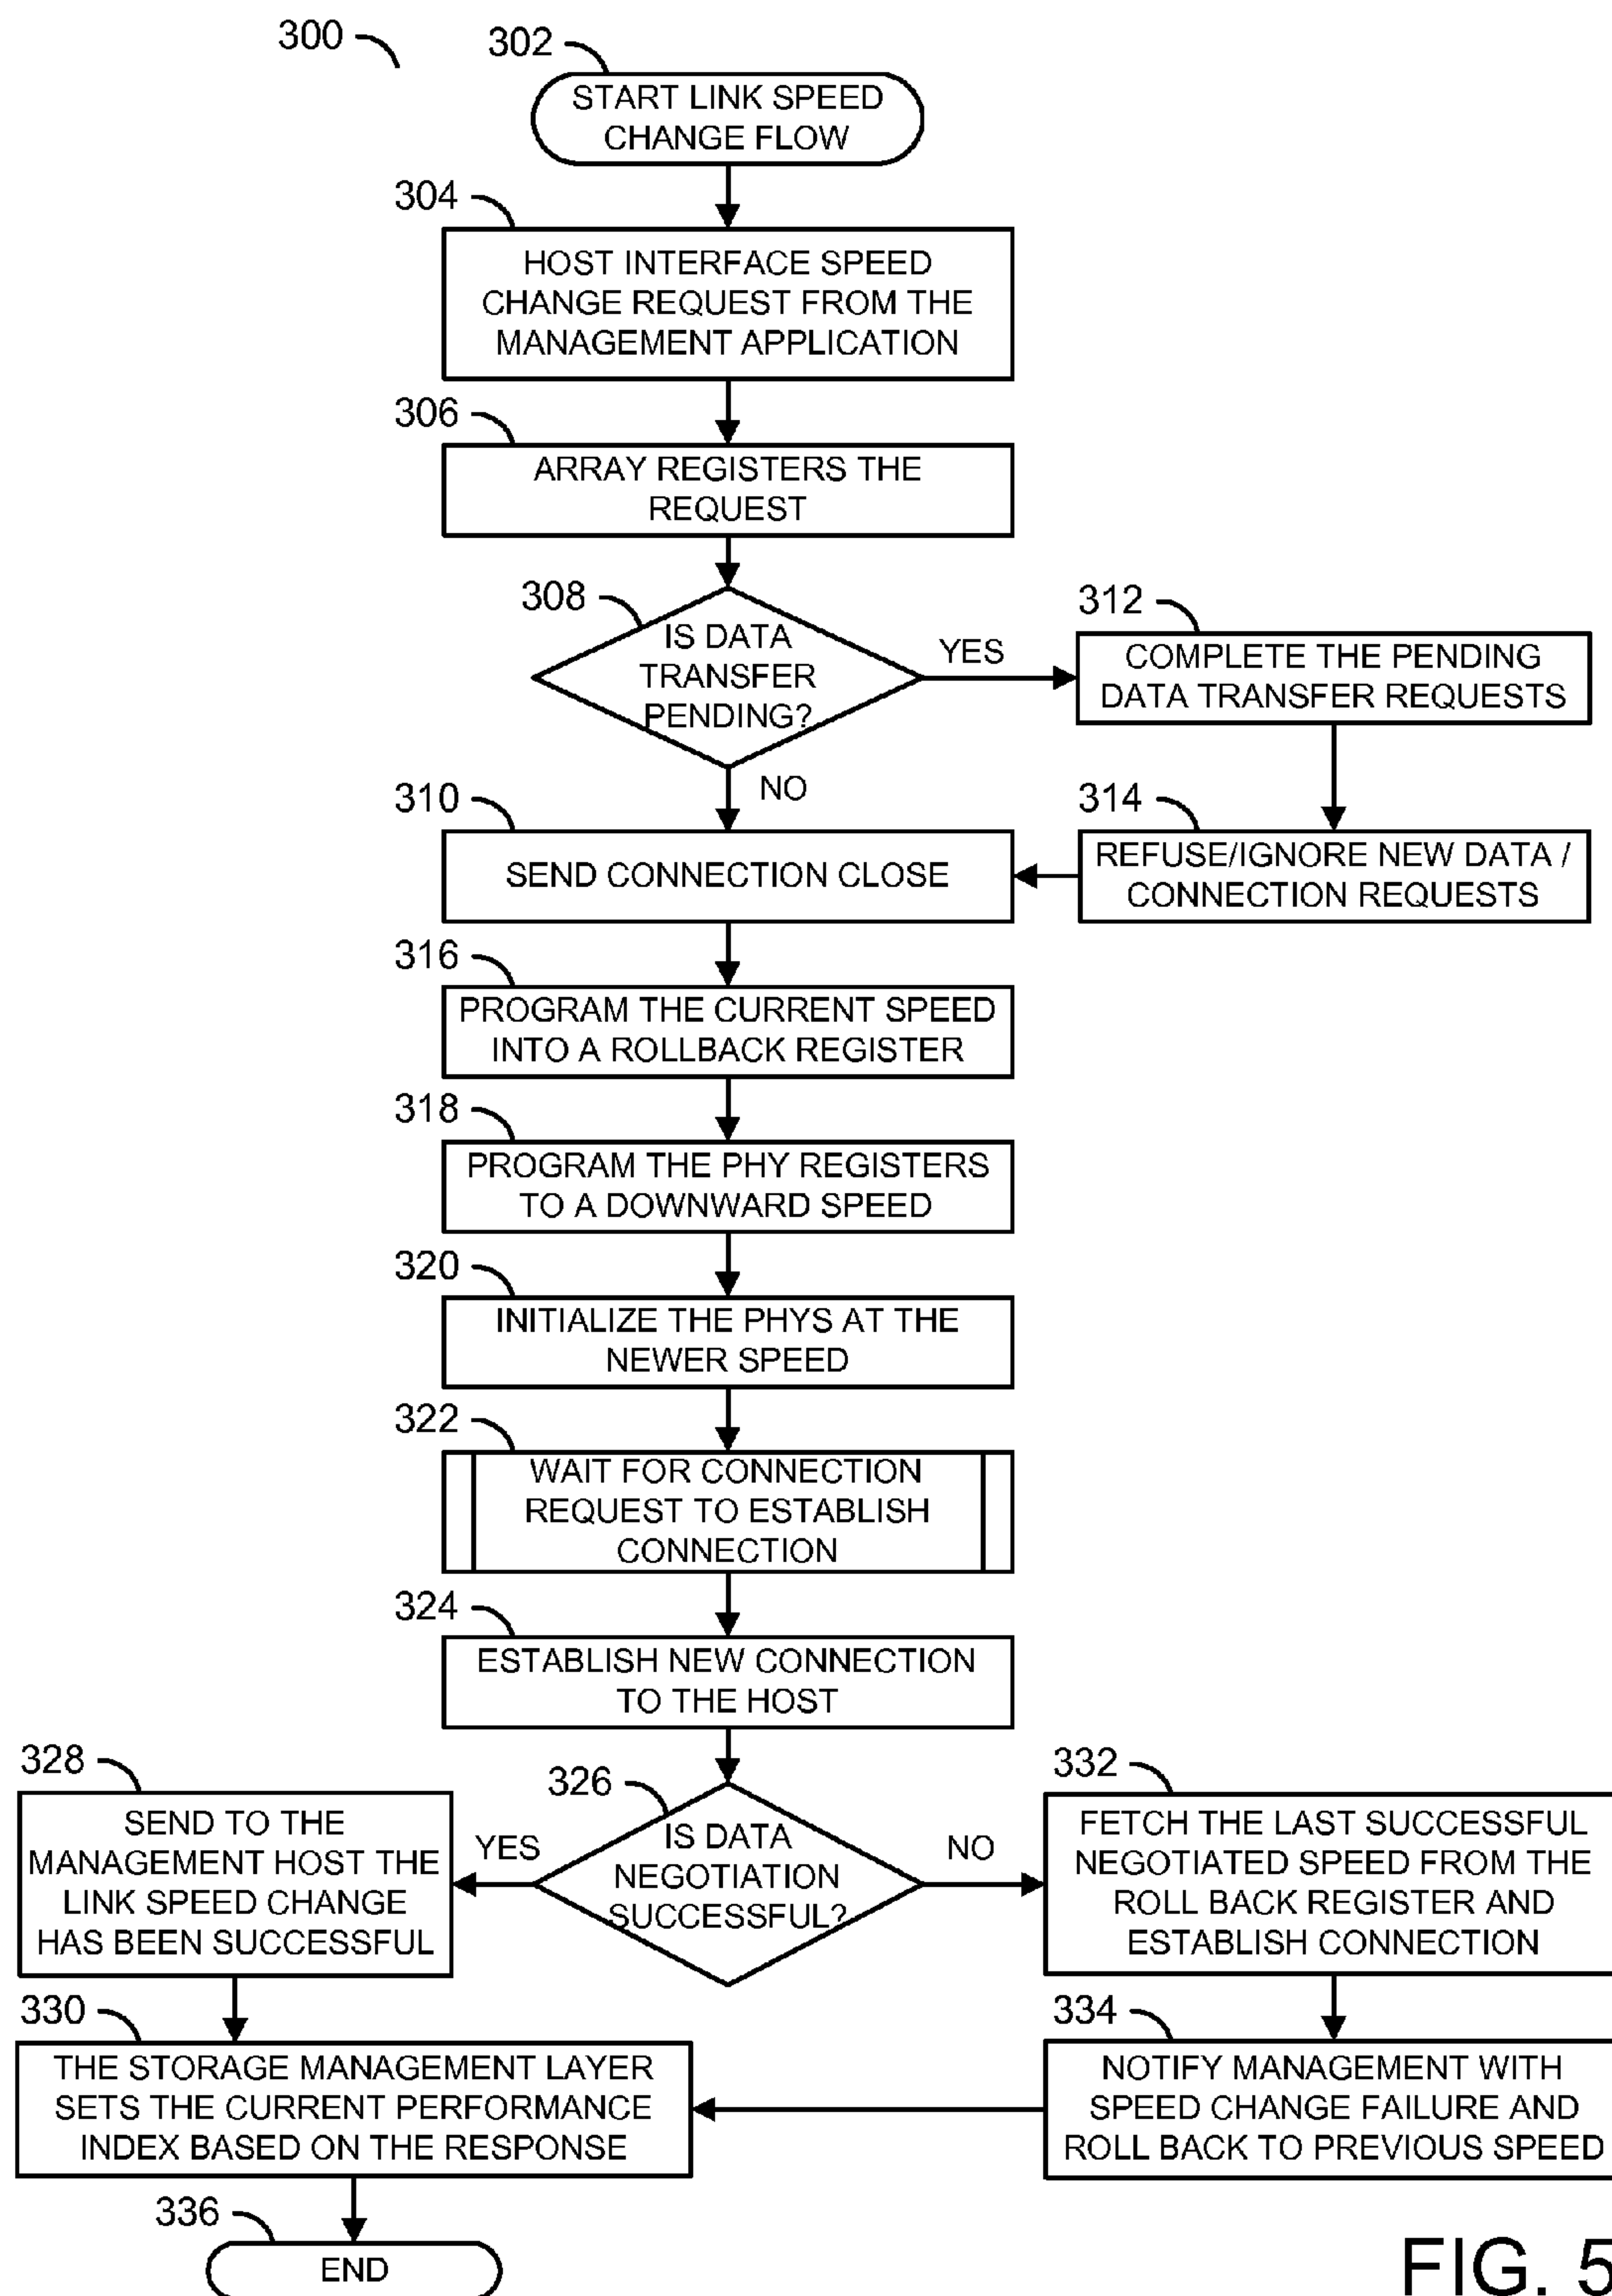 300
302
START LINK SPEED
CHANGE FLOW
304
HOST INTERFACE SPEED
CHANGE REQUEST FROM THE
MANAGEMENT APPLICATION
306
ARRAY REGISTERS THE
REQUEST
308
IS DATA
TRANSFER
PENDING?
YES
312
COMPLETE THE PENDING
DATA TRANSFER REQUESTS
NO
310
SEND CONNECTION CLOSE
314
REFUSE/IGNORE NEW DATA /
CONNECTION REQUESTS
316
PROGRAM THE CURRENT SPEED
INTO A ROLLBACK REGISTER
318
PROGRAM THE PHY REGISTERS
TO A DOWNWARD SPEED
320
INITIALIZE THE PHYS AT THE
NEWER SPEED
322
WAIT FOR CONNECTION
REQUEST TO ESTABLISH
CONNECTION
324
ESTABLISH NEW CONNECTION
TO THE HOST
326
IS DATA
NEGOTIATION
SUCCESSFUL?
YES
NO
328
SEND TO THE
MANAGEMENT HOST THE
LINK SPEED CHANGE
HAS BEEN SUCCESSFUL
332
FETCH THE LAST SUCCESSFUL
NEGOTIATED SPEED FROM THE
ROLL BACK REGISTER AND
ESTABLISH CONNECTION
330
THE STORAGE MANAGEMENT LAYER
SETS THE CURRENT PERFORMANCE
INDEX BASED ON THE RESPONSE
334
NOTIFY MANAGEMENT WITH
SPEED CHANGE FAILURE AND
ROLL BACK TO PREVIOUS SPEED
336
END
FIG. 5